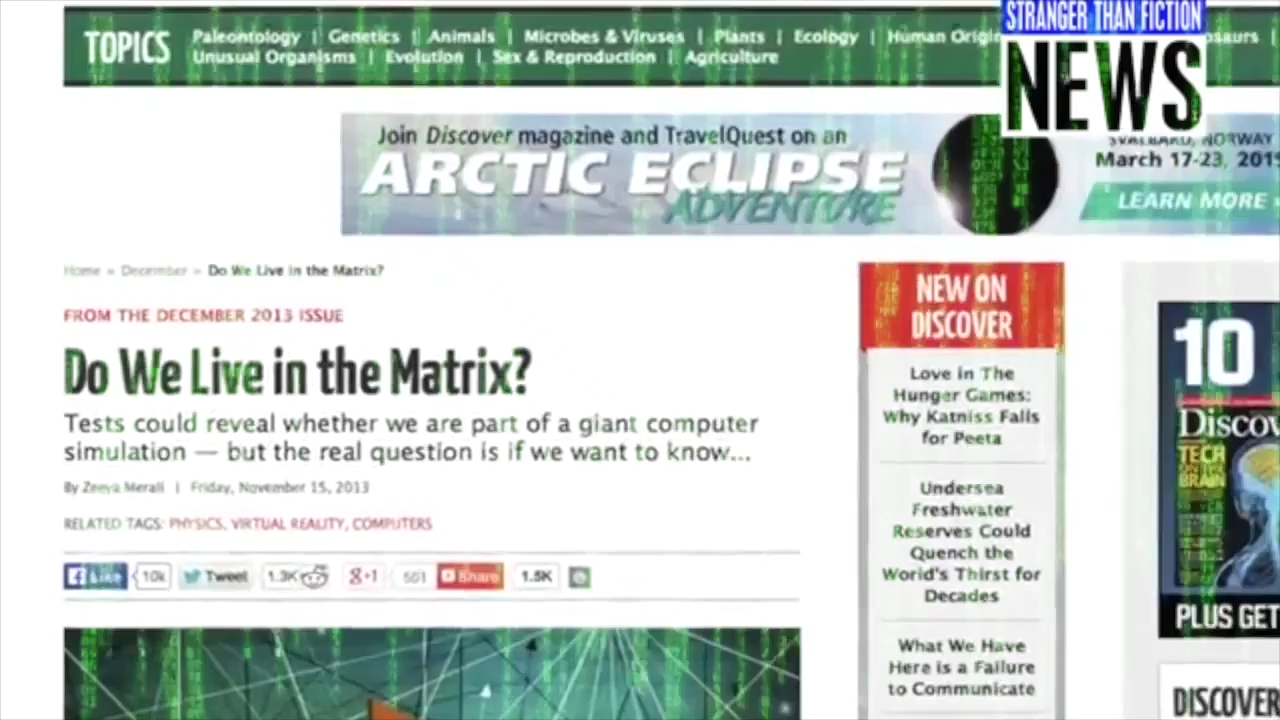 STRANGER THAN FICTION
NEWS
TOPICS
Paleontology | Genetics | Animals | Microbes & Viruses | Plants | Ecology | Human
Unusual Organisms | Evolution | Sex & Reproduction | Agriculture
Join Discover magazine and TravelQuest on an
ARCTIC ECLIPSE
ADVENTURE
SVALBARD, NORWAY
March 17-23, 2015
LEARN MORE
Home » December » Do We Live in the Matrix?
FROM THE DECEMBER 2013 ISSUE
Do We Live in the Matrix?
Tests could reveal whether we are part of a giant computer
simulation — but the real question is if we want to know...
By Zeeya Merali | Friday, November 15, 2013
RELATED TAGS: PHYSICS, VIRTUAL REALITY, COMPUTERS
Like 10k Tweet 1.3K g+1 501 Share 1.5K
NEW ON
DISCOVER
Love in The
Hunger Games:
Why Katniss Falls
for Peeta
Undersea
Freshwater
Reserves Could
Quench the
World's Thirst for
Decades
What We Have
Here is a Failure
to Communicate
10
Discov
TECH
BRAIN
PLUS GET
DISCOVER